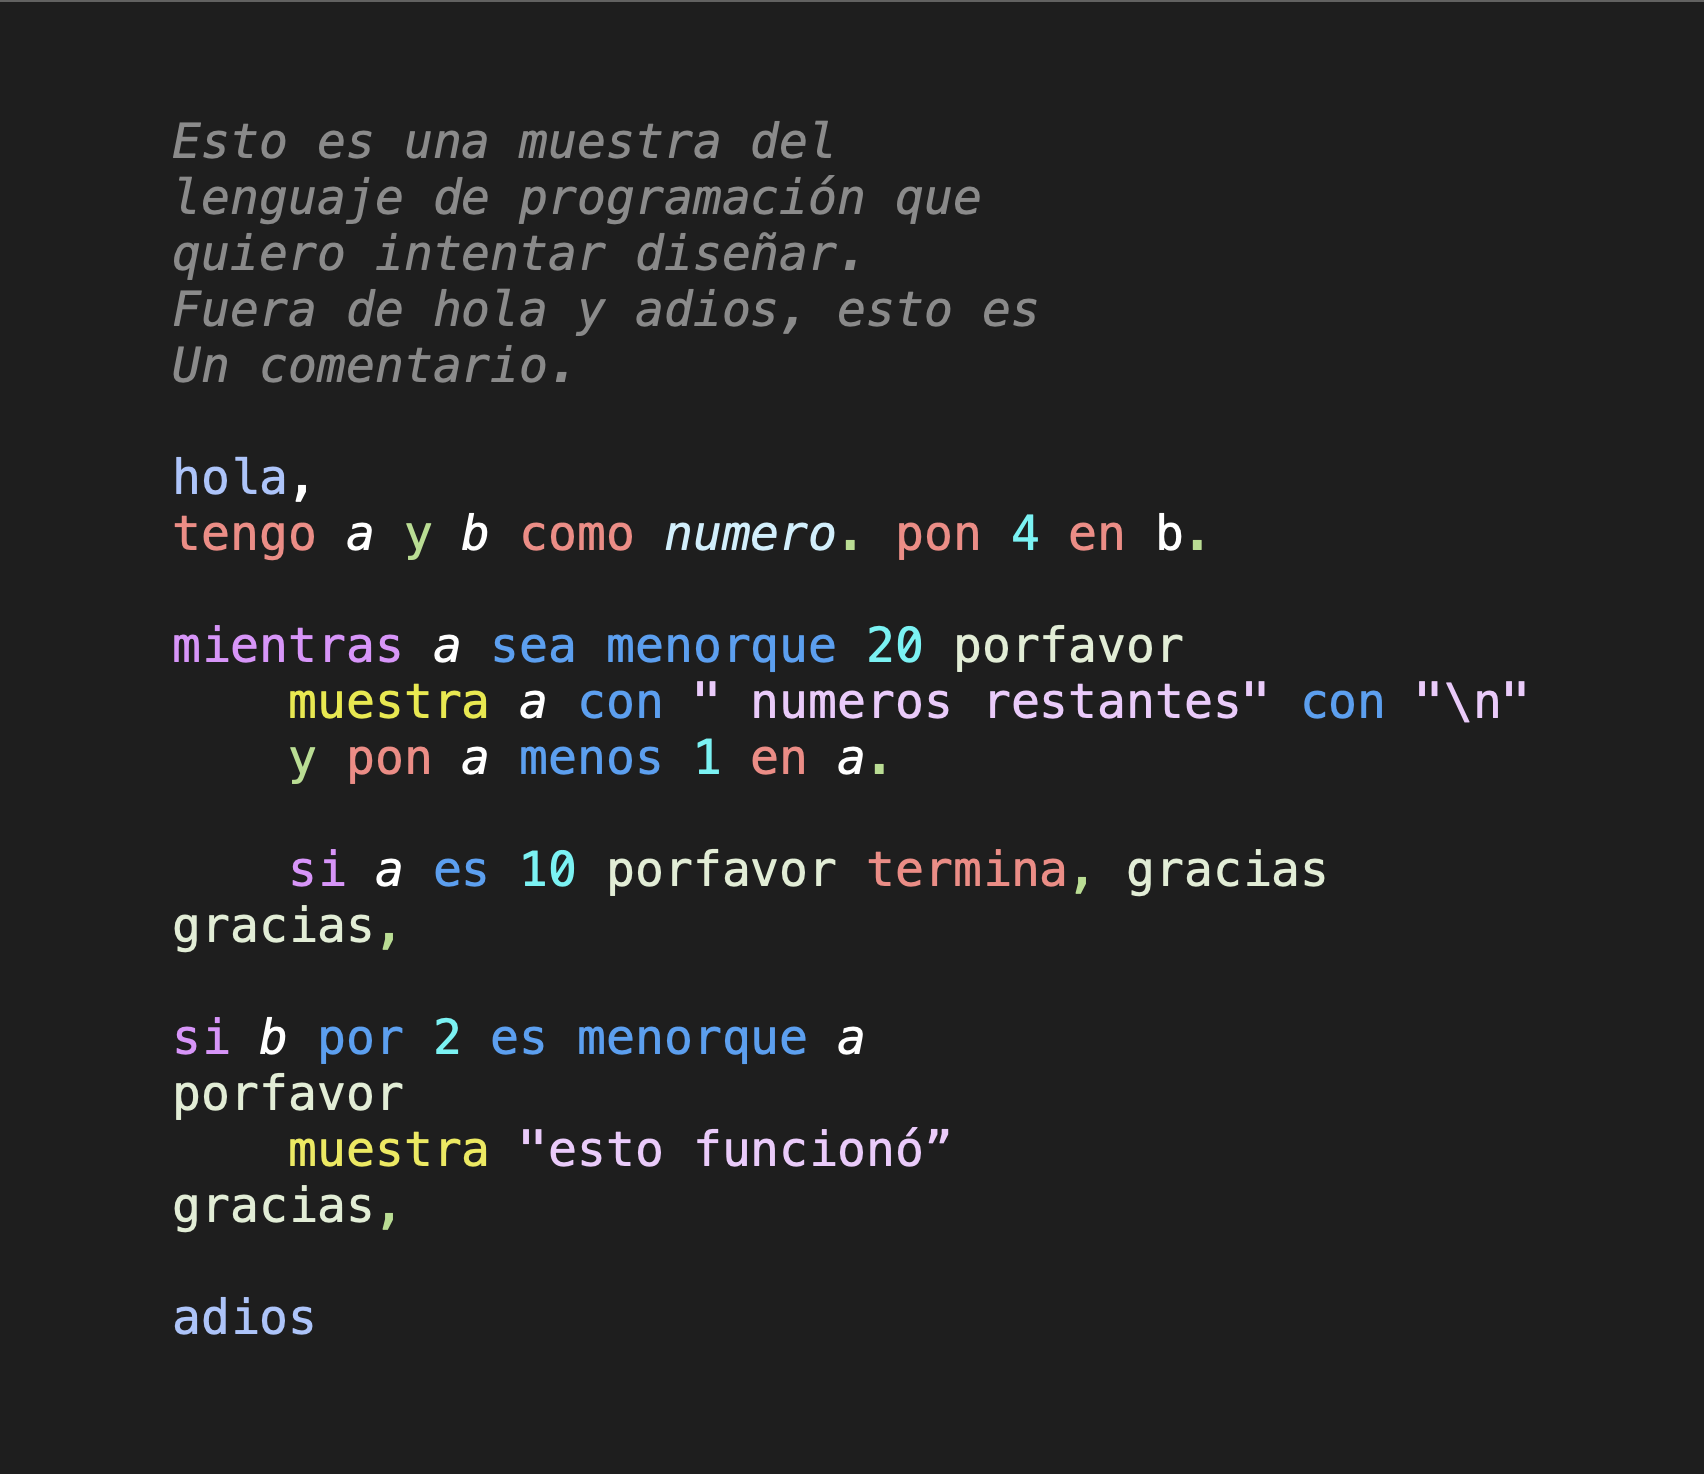 Esto es una muestra del
lenguaje de programación que
quiero intentar diseñar.
Fuera de hola y adios, esto es
Un comentario.
hola,
tengo a y b como numero. pon 4 en b.
mientras a sea menorque 20 porfavor
muestra a con " numeros restantes" con "\n"
y pon a menos 1 en a.
si a es 10 porfavor termina, gracias
gracias,
si b por 2 es menorque a
porfavor
muestra "esto funcionó”
gracias,
adios